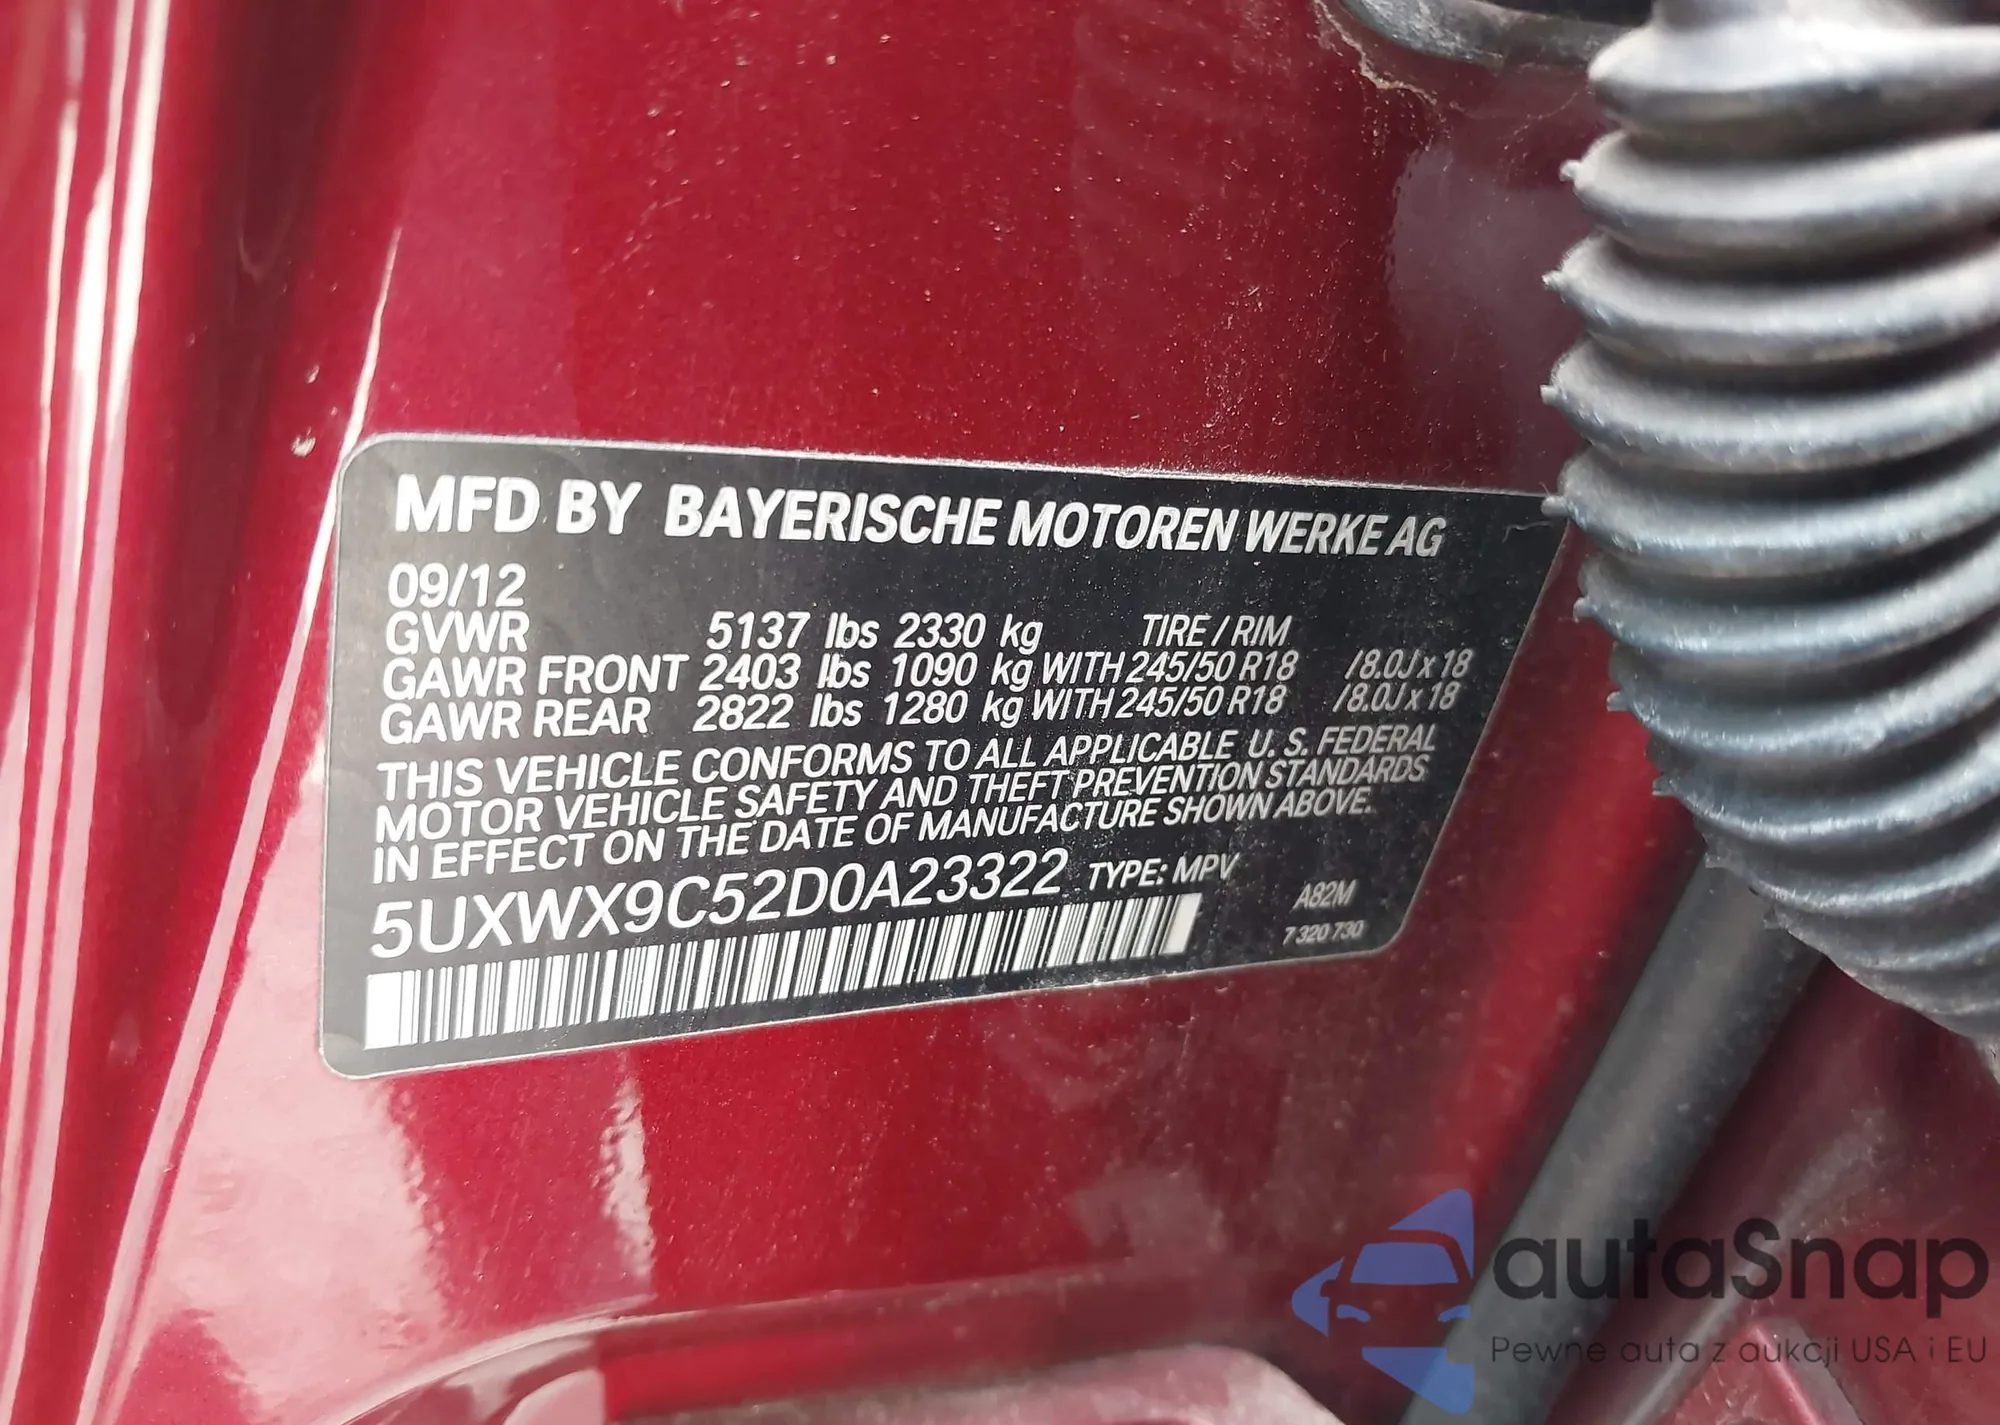 MFD BY BAYERISCHE MOTOREN WERKE AG
09/12
GVWR 5137 lbs 2330 kg TIRE / RIM
GAWR FRONT 2403 lbs 1090 kg WITH 245/50 R18 /8.0J x 18
GAWR REAR 2822 lbs 1280 kg WITH 245/50 R18 /8.0J x 18
THIS VEHICLE CONFORMS TO ALL APPLICABLE U. S. FEDERAL
MOTOR VEHICLE SAFETY AND THEFT PREVENTION STANDARDS
IN EFFECT ON THE DATE OF MANUFACTURE SHOWN ABOVE.
5UXWX9C52D0A23322 TYPE: MPV
A82M
7 320 730
autaSnap
Pewne auta z aukcji USA i EU